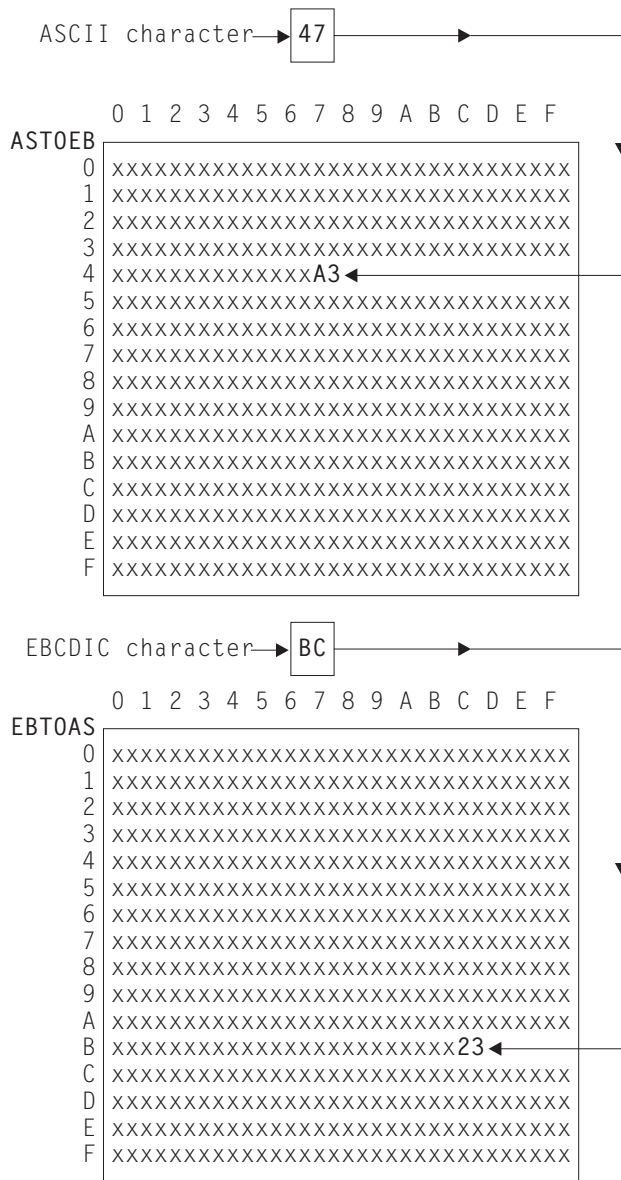 ASCII character 47
0 1 2 3 4 5 6 7 8 9 A B C D E F
ASTOEB
0 xxxxxxxxxxxxxxxxxxxxxxxxxxxxxxxx
1 xxxxxxxxxxxxxxxxxxxxxxxxxxxxxxxx
2 xxxxxxxxxxxxxxxxxxxxxxxxxxxxxxxx
3 xxxxxxxxxxxxxxxxxxxxxxxxxxxxxxxx
4 xxxxxxxxxxxxxxA3
5 xxxxxxxxxxxxxxxxxxxxxxxxxxxxxxxx
6 xxxxxxxxxxxxxxxxxxxxxxxxxxxxxxxx
7 xxxxxxxxxxxxxxxxxxxxxxxxxxxxxxxx
8 xxxxxxxxxxxxxxxxxxxxxxxxxxxxxxxx
9 xxxxxxxxxxxxxxxxxxxxxxxxxxxxxxxx
A xxxxxxxxxxxxxxxxxxxxxxxxxxxxxxxx
B xxxxxxxxxxxxxxxxxxxxxxxxxxxxxxxx
C xxxxxxxxxxxxxxxxxxxxxxxxxxxxxxxx
D xxxxxxxxxxxxxxxxxxxxxxxxxxxxxxxx
E xxxxxxxxxxxxxxxxxxxxxxxxxxxxxxxx
F xxxxxxxxxxxxxxxxxxxxxxxxxxxxxxxx
EBCDIC character BC
0 1 2 3 4 5 6 7 8 9 A B C D E F
EBTOAS
0 xxxxxxxxxxxxxxxxxxxxxxxxxxxxxxxx
1 xxxxxxxxxxxxxxxxxxxxxxxxxxxxxxxx
2 xxxxxxxxxxxxxxxxxxxxxxxxxxxxxxxx
3 xxxxxxxxxxxxxxxxxxxxxxxxxxxxxxxx
4 xxxxxxxxxxxxxxxxxxxxxxxxxxxxxxxx
5 xxxxxxxxxxxxxxxxxxxxxxxxxxxxxxxx
6 xxxxxxxxxxxxxxxxxxxxxxxxxxxxxxxx
7 xxxxxxxxxxxxxxxxxxxxxxxxxxxxxxxx
8 xxxxxxxxxxxxxxxxxxxxxxxxxxxxxxxx
9 xxxxxxxxxxxxxxxxxxxxxxxxxxxxxxxx
A xxxxxxxxxxxxxxxxxxxxxxxxxxxxxxxx
B xxxxxxxxxxxxxxxxxxxxxxxx23
C xxxxxxxxxxxxxxxxxxxxxxxxxxxxxxxx
D xxxxxxxxxxxxxxxxxxxxxxxxxxxxxxxx
E xxxxxxxxxxxxxxxxxxxxxxxxxxxxxxxx
F xxxxxxxxxxxxxxxxxxxxxxxxxxxxxxxx